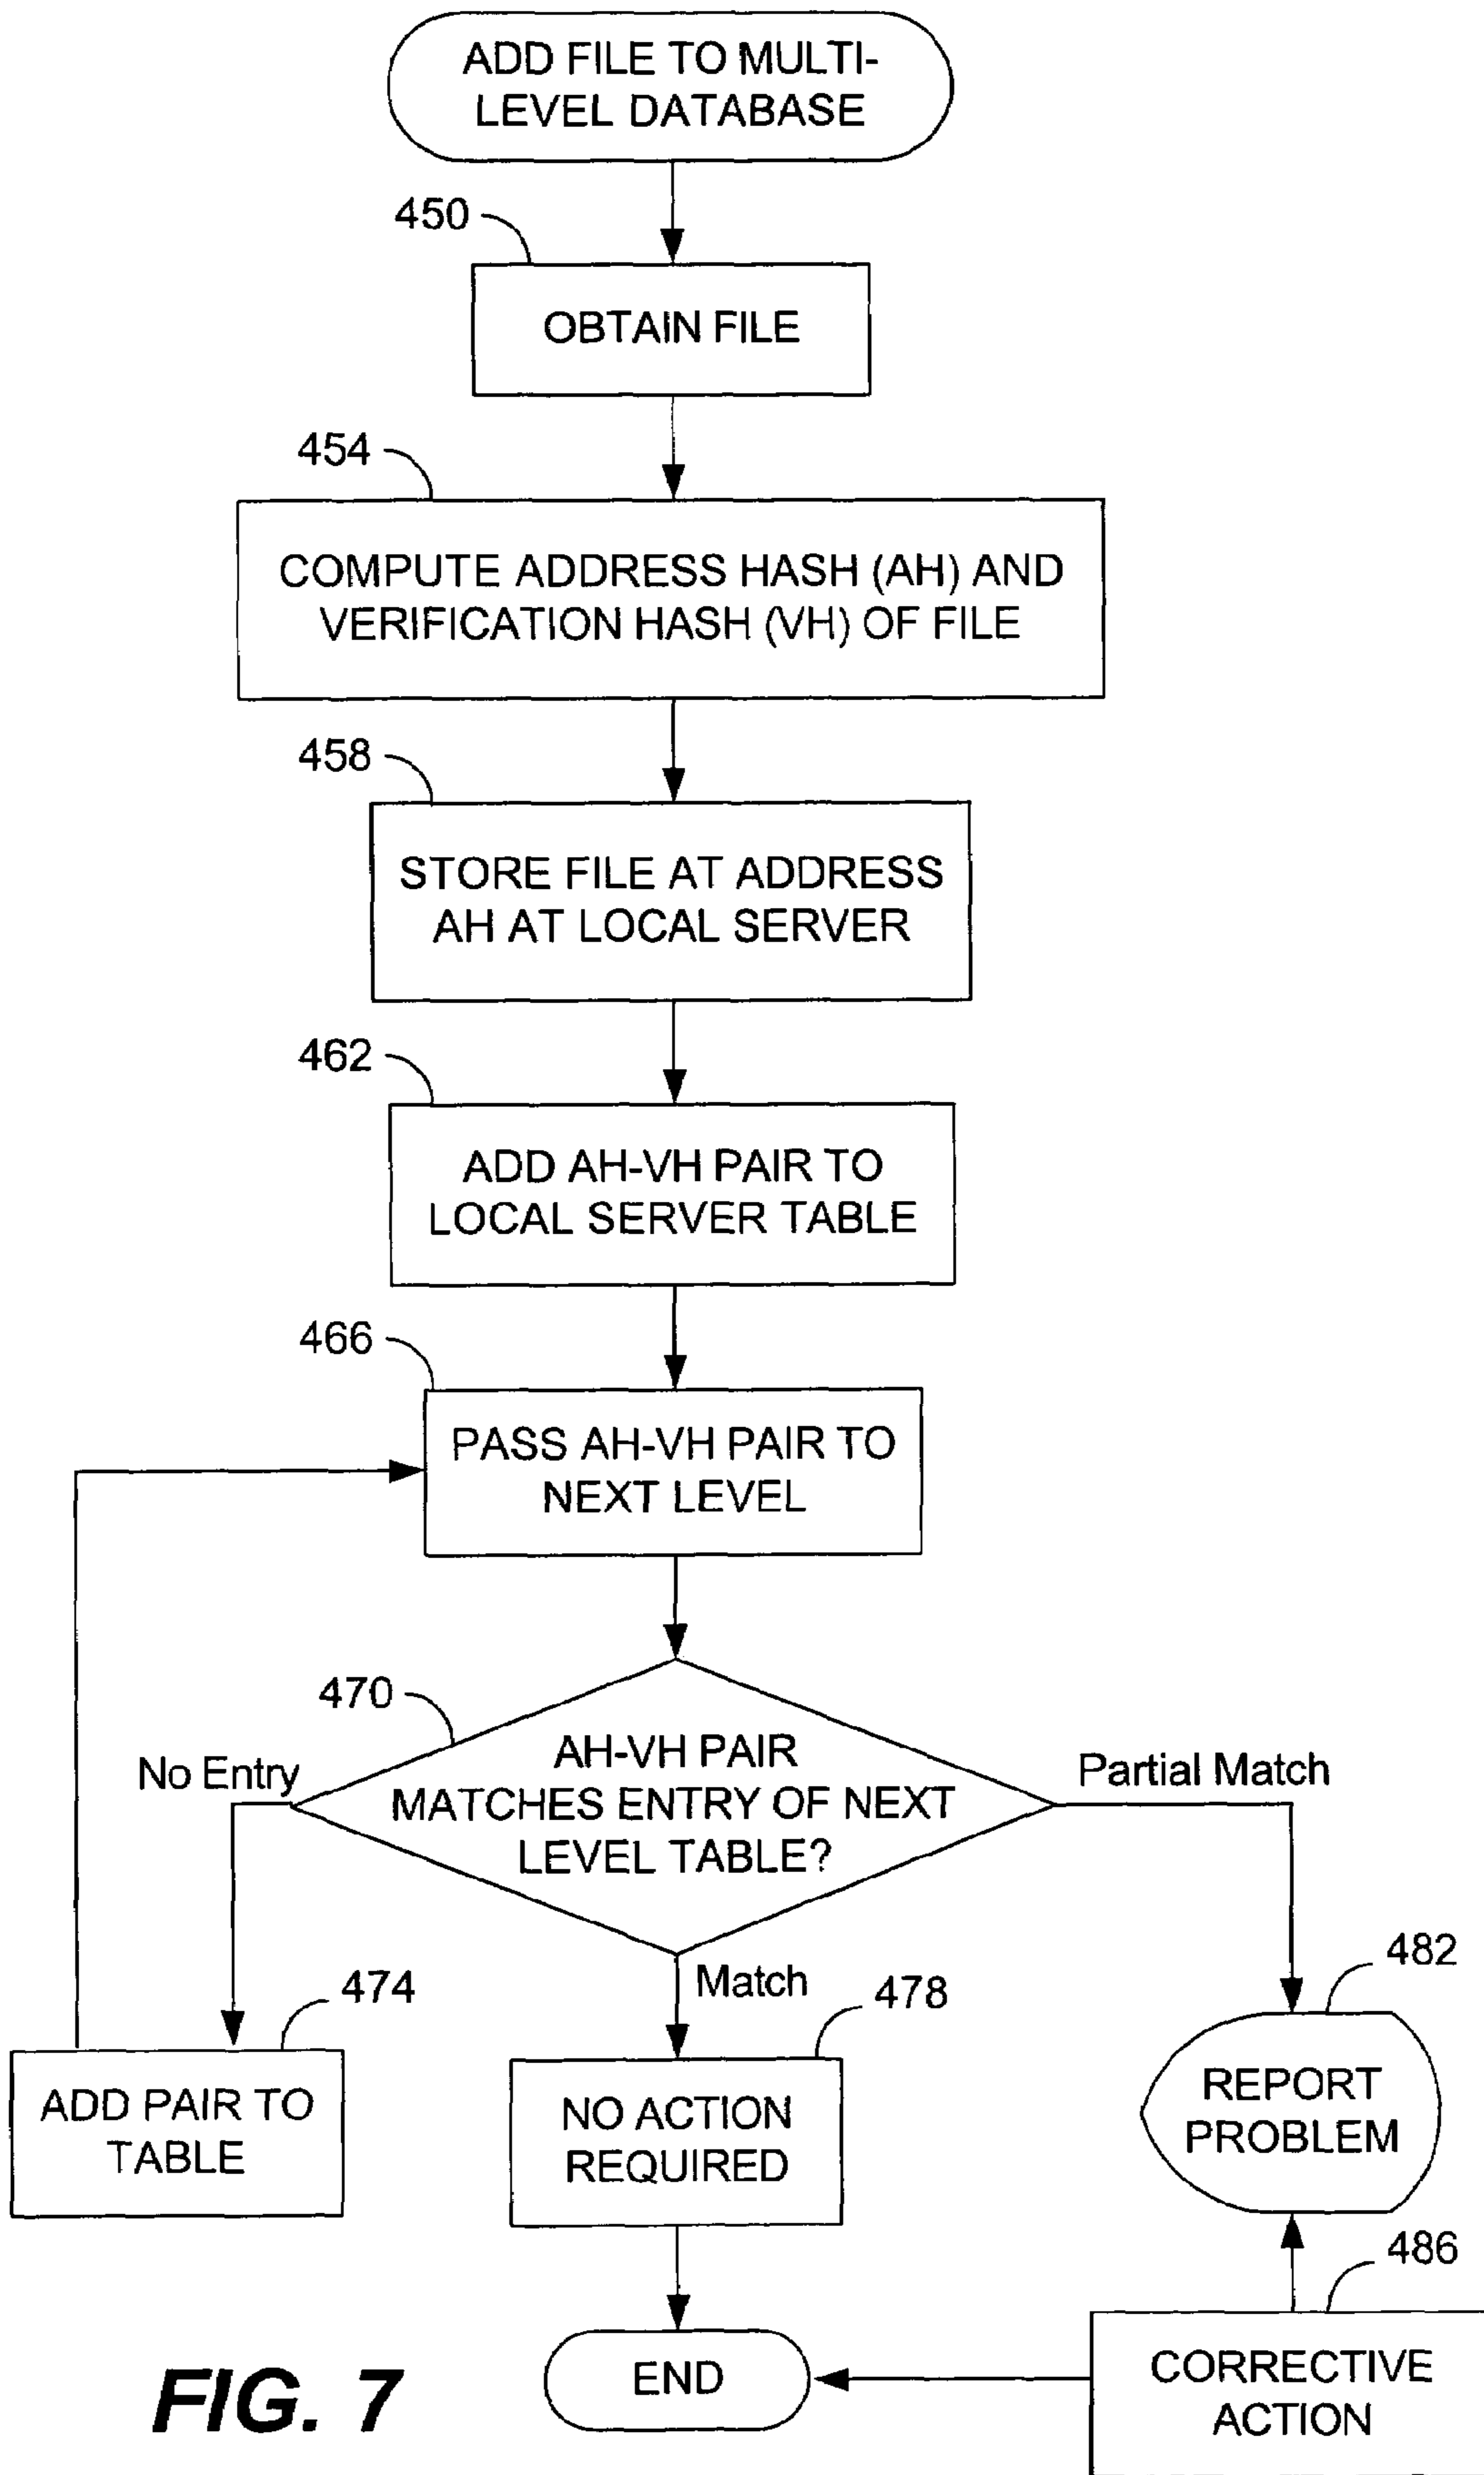 ADD FILE TO MULTI-
LEVEL DATABASE
450
OBTAIN FILE
454
COMPUTE ADDRESS HASH (AH) AND
VERIFICATION HASH (VH) OF FILE
458
STORE FILE AT ADDRESS
AH AT LOCAL SERVER
462
ADD AH-VH PAIR TO
LOCAL SERVER TABLE
466
PASS AH-VH PAIR TO
NEXT LEVEL
470
AH-VH PAIR
MATCHES ENTRY OF NEXT
LEVEL TABLE?
No Entry
Partial Match
Match
474
ADD PAIR TO
TABLE
478
NO ACTION
REQUIRED
482
REPORT
PROBLEM
486
CORRECTIVE
ACTION
END
FIG. 7